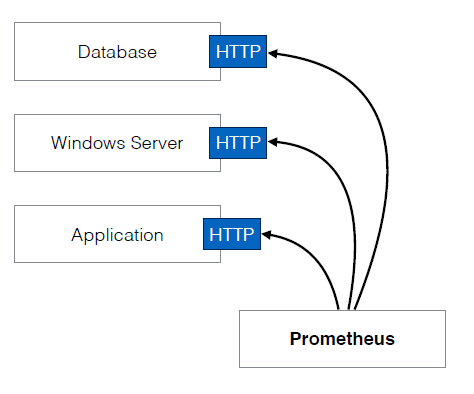 Database
HTTP
Windows Server
HTTP
Application
HTTP
Prometheus